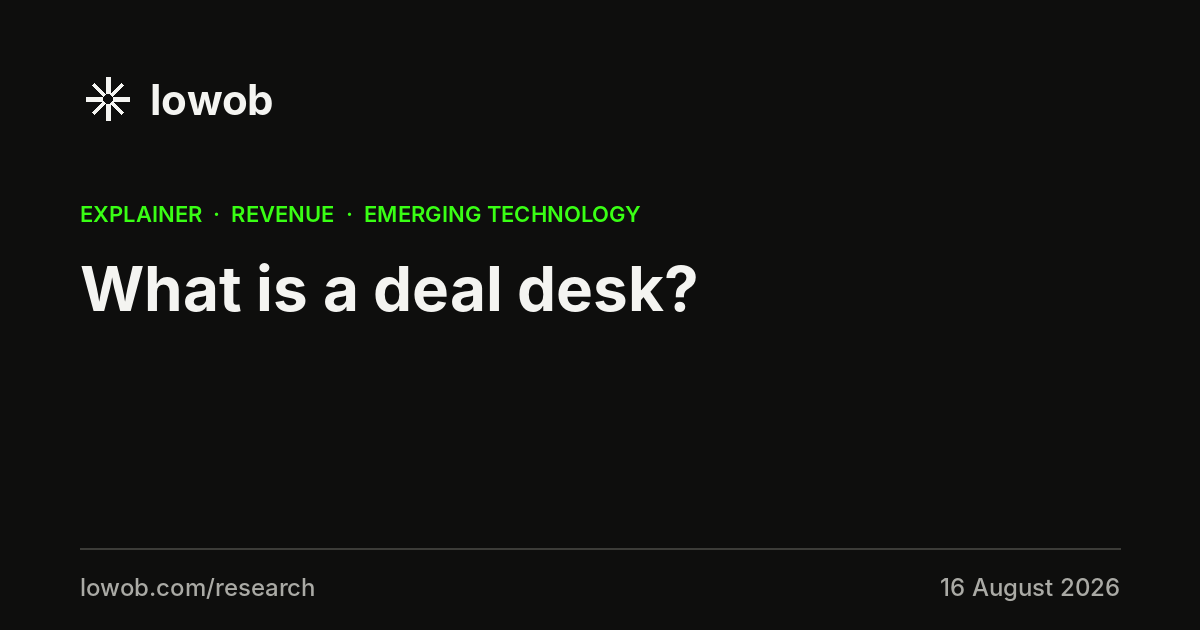 lowob
EXPLAINER · REVENUE · EMERGING TECHNOLOGY
What is a deal desk?
lowob.com/research
16 August 2026